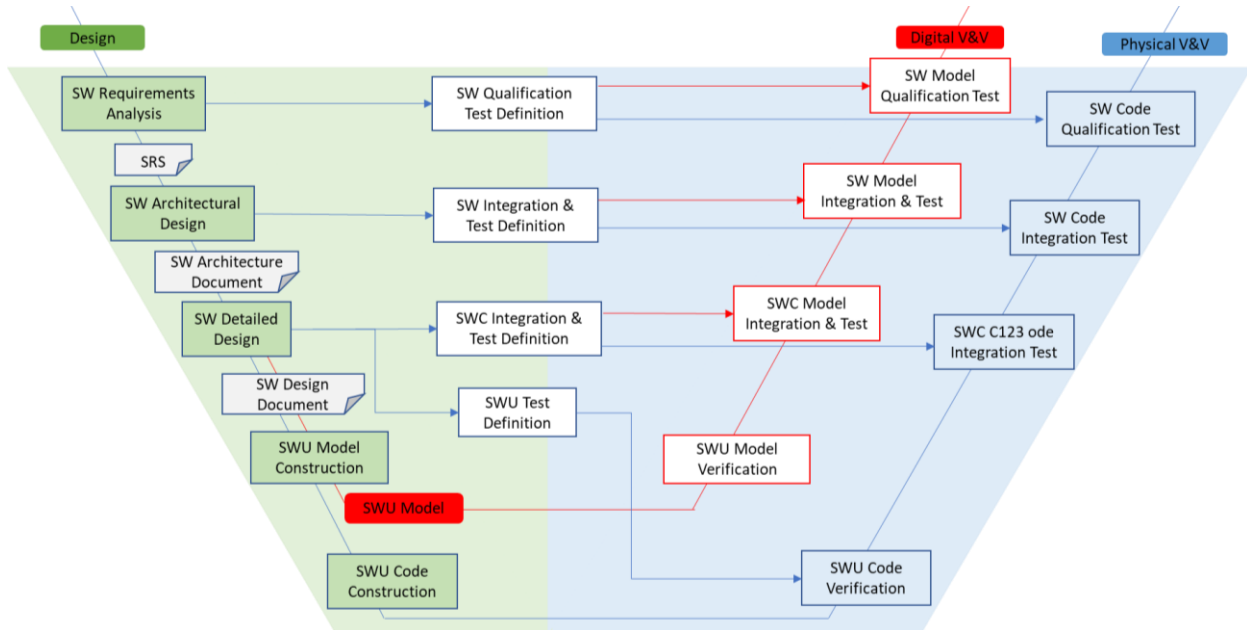 Design
Digital V&V
Physical V&V
SW Requirements
Analysis
SW Qualification
Test Definition
SW Model
Qualification Test
SW Code
Qualification Test
SRS
SW Architectural
Design
SW Integration &
Test Definition
SW Model
Integration & Test
SW Code
Integration Test
SW Architecture
Document
SW Detailed
Design
SWC Integration &
Test Definition
SWC Model
Integration & Test
SWC C123 ode
Integration Test
SW Design
Document
SWU Test
Definition
SWU Model
Construction
SWU Model
Verification
SWU Model
SWU Code
Construction
SWU Code
Verification